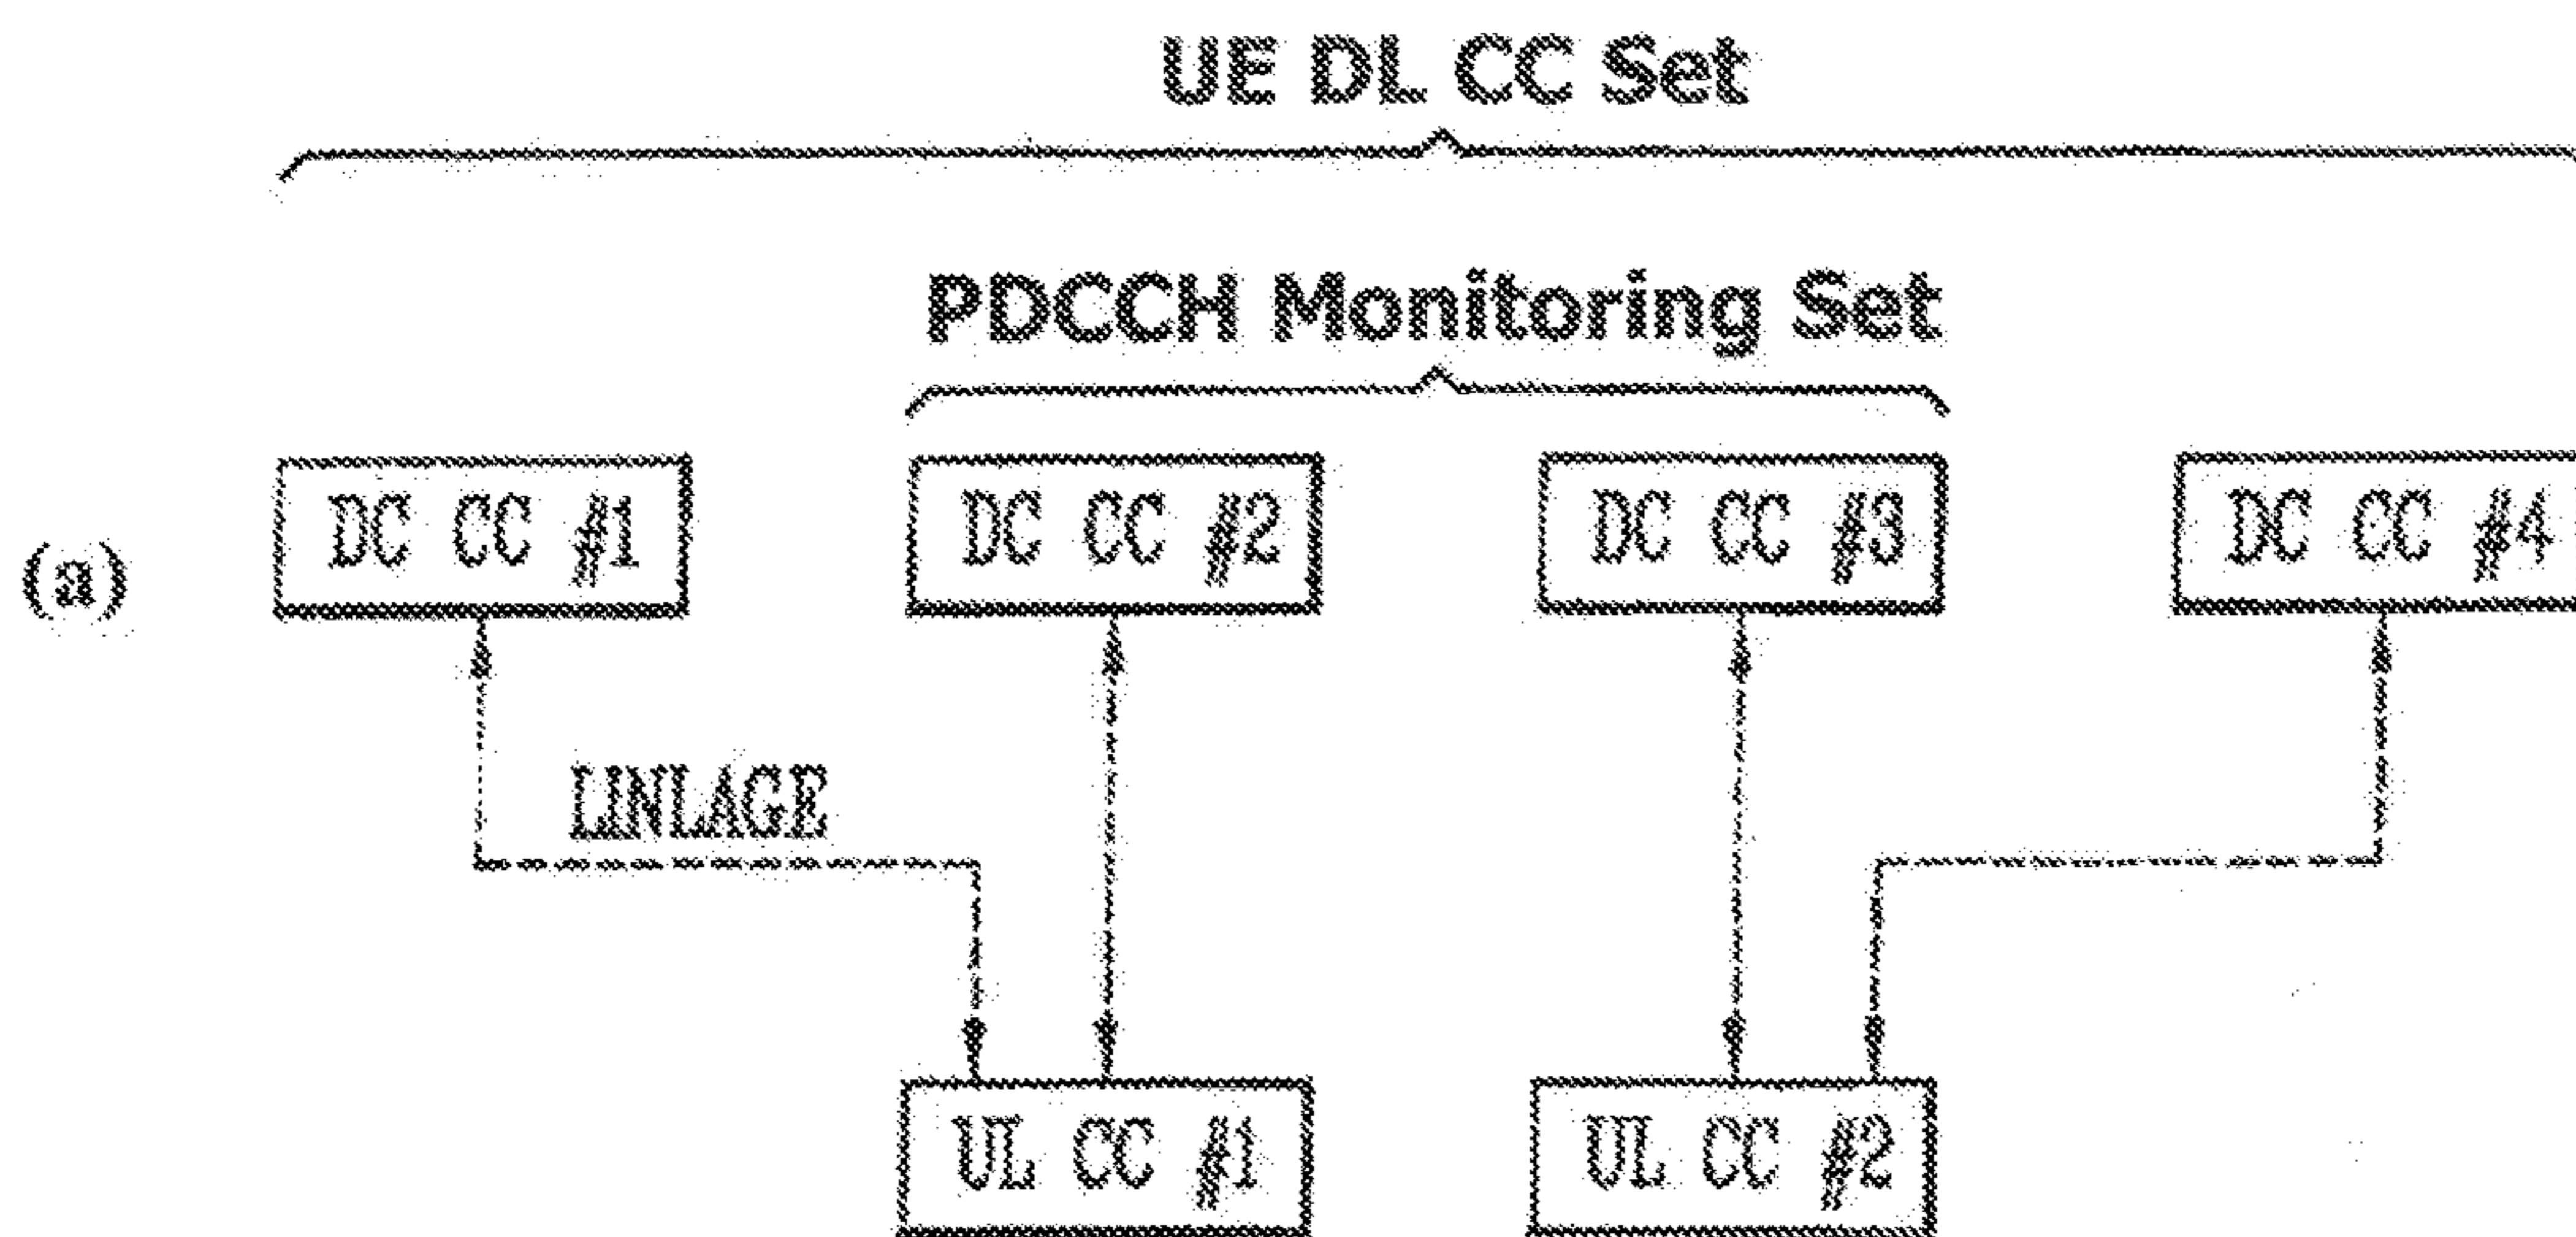 UE DL CC Set
PDCCH Monitoring Set
(a)
DC CC #1
DC CC #2
DC CC #3
DC CC #4
LINLAGE
UL CC #1
UL CC #2